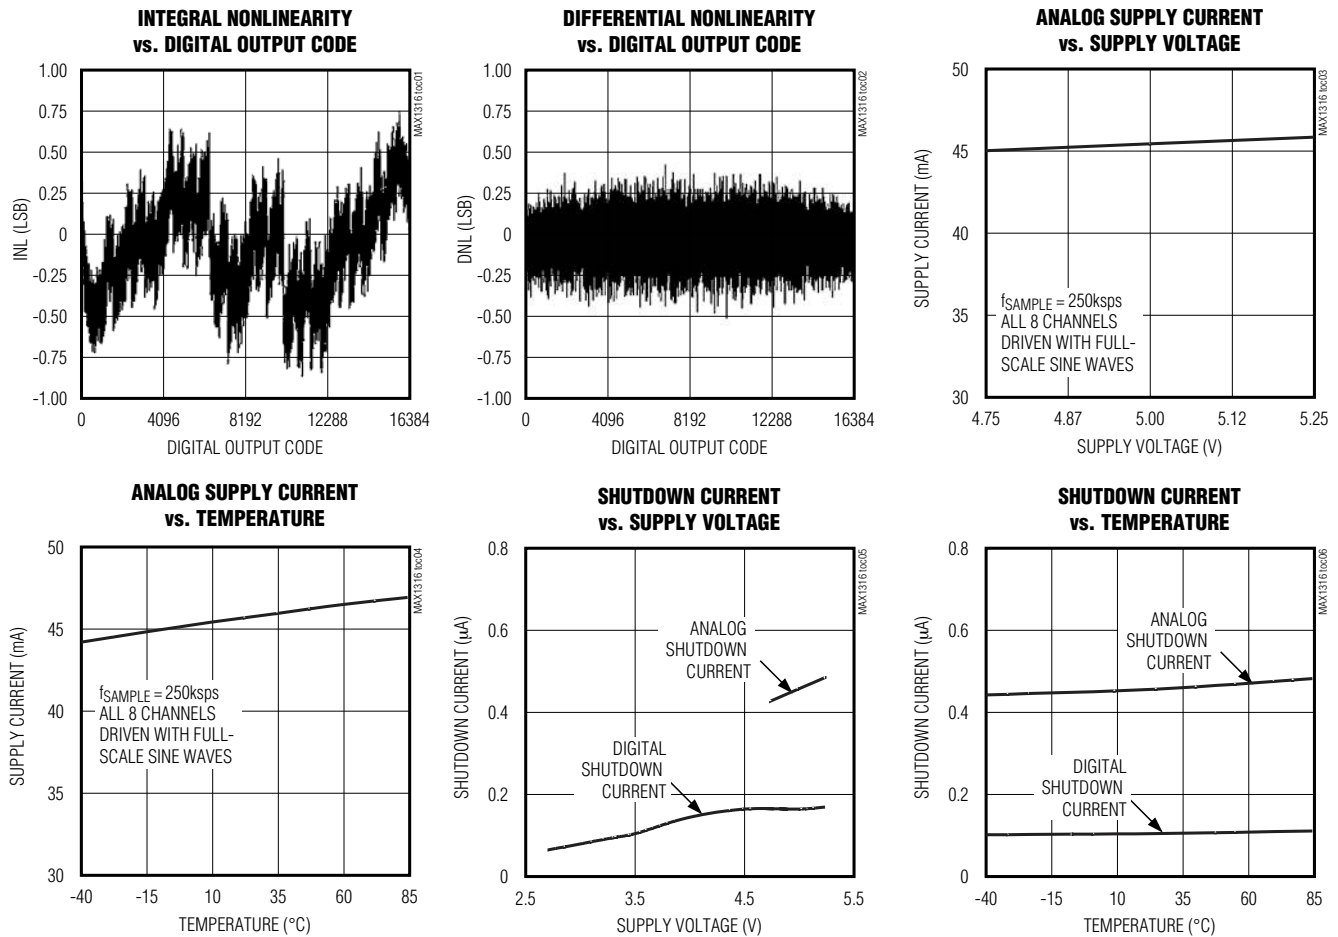 INTEGRAL NONLINEARITY
vs. DIGITAL OUTPUT CODE
1.00
0.75
0.50
0.25
0
-0.25
-0.50
-0.75
-1.00
INL (LSB)
MAX1316 toc01
0 4096 8192 12288 16384
DIGITAL OUTPUT CODE
DIFFERENTIAL NONLINEARITY
vs. DIGITAL OUTPUT CODE
1.00
0.75
0.50
0.25
0
-0.25
-0.50
-0.75
-1.00
DNL (LSB)
MAX1316 toc02
0 4096 8192 12288 16384
DIGITAL OUTPUT CODE
ANALOG SUPPLY CURRENT
vs. SUPPLY VOLTAGE
50
45
40
35
30
SUPPLY CURRENT (mA)
MAX1316 toc03
fSAMPLE = 250ksps
ALL 8 CHANNELS
DRIVEN WITH FULL-
SCALE SINE WAVES
4.75 4.87 5.00 5.12 5.25
SUPPLY VOLTAGE (V)
ANALOG SUPPLY CURRENT
vs. TEMPERATURE
50
45
40
35
30
SUPPLY CURRENT (mA)
MAX1316 toc04
fSAMPLE = 250ksps
ALL 8 CHANNELS
DRIVEN WITH FULL-
SCALE SINE WAVES
-40 -15 10 35 60 85
TEMPERATURE (°C)
SHUTDOWN CURRENT
vs. SUPPLY VOLTAGE
0.8
0.6
0.4
0.2
0
SHUTDOWN CURRENT (μA)
MAX1316 toc05
ANALOG
SHUTDOWN
CURRENT
DIGITAL
SHUTDOWN
CURRENT
2.5 3.5 4.5 5.5
SUPPLY VOLTAGE (V)
SHUTDOWN CURRENT
vs. TEMPERATURE
0.8
0.6
0.4
0.2
0
SHUTDOWN CURRENT (μA)
MAX1316 toc06
ANALOG
SHUTDOWN
CURRENT
DIGITAL
SHUTDOWN
CURRENT
-40 -15 10 35 60 85
TEMPERATURE (°C)